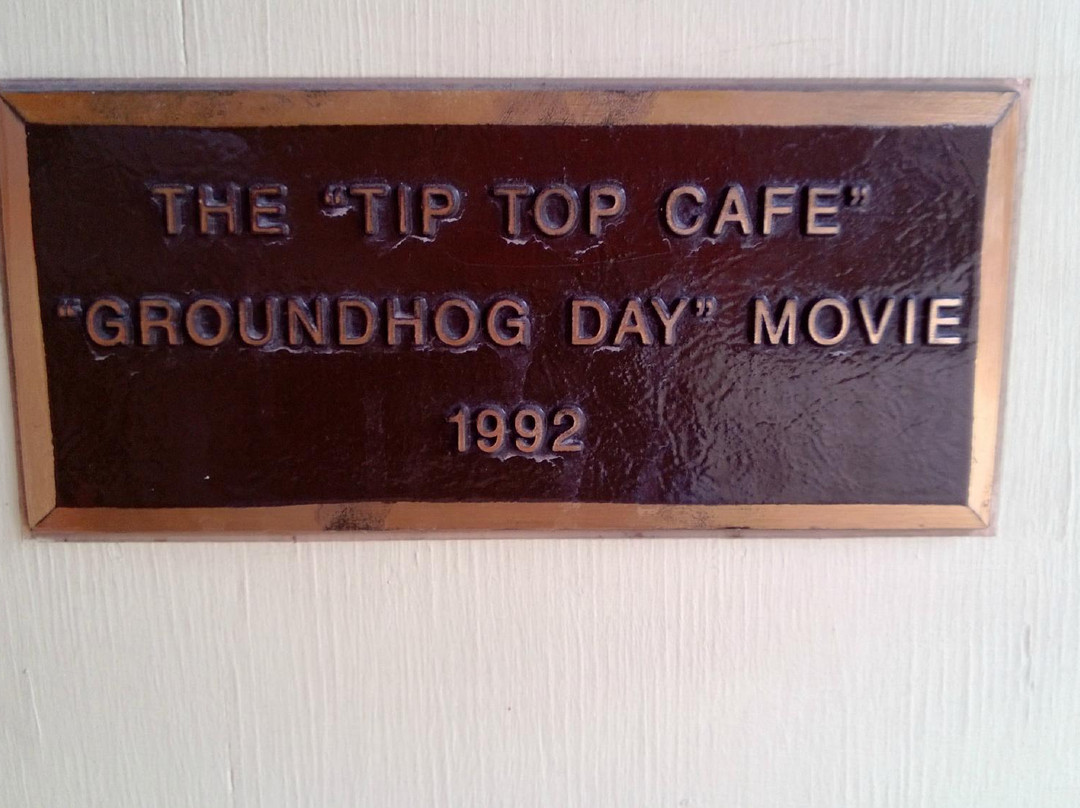 THE “TIP TOP CAFE”
“GROUNDHOG DAY” MOVIE
1992